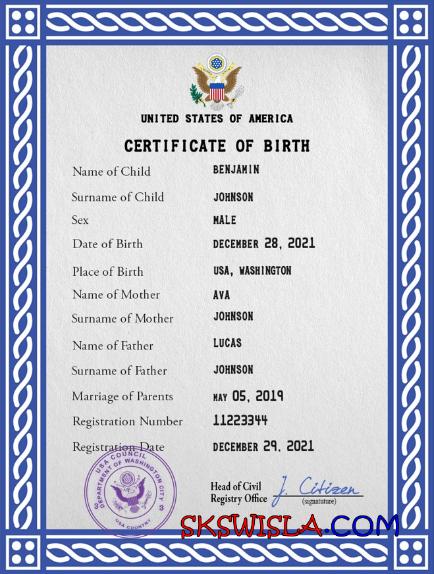 UNITED STATES OF AMERICA
CERTIFICATE OF BIRTH
Name of Child BENJAMIN
Surname of Child JOHNSON
Sex MALE
Date of Birth DECEMBER 28, 2021
Place of Birth USA, WASHINGTON
Name of Mother AVA
Surname of Mother JOHNSON
Name of Father LUCAS
Surname of Father JOHNSON
Marriage of Parents MAY 05, 2019
Registration Number 11223344
Registration Date DECEMBER 29, 2021
USA COUNCIL
DEPARTMENT OF WASHINGTON CITY
USA COUNTRY
Head of Civil
Registry Office
J. Citizen
(signatuture)
SKSWISLA.COM